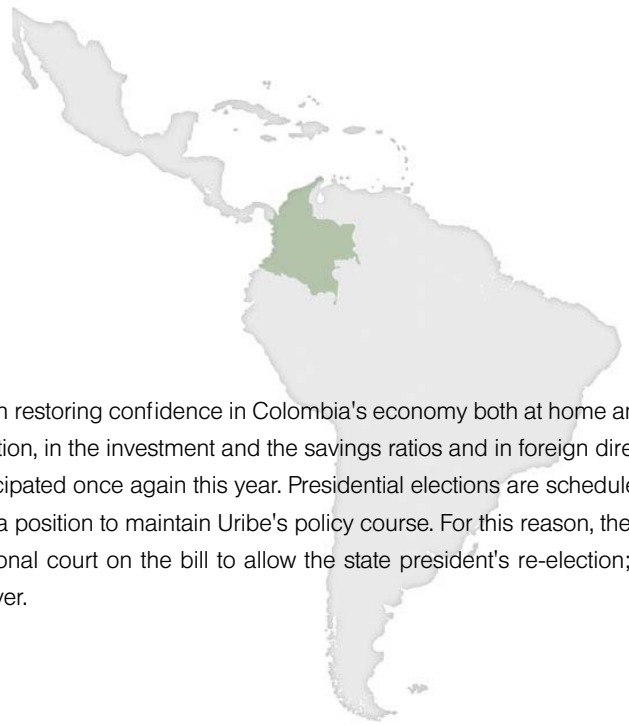 n restoring confidence in Colombia's economy both at home an
tion, in the investment and the savings ratios and in foreign dire
cipated once again this year. Presidential elections are schedule
a position to maintain Uribe's policy course. For this reason, the
onal court on the bill to allow the state president's re-election;
ver.